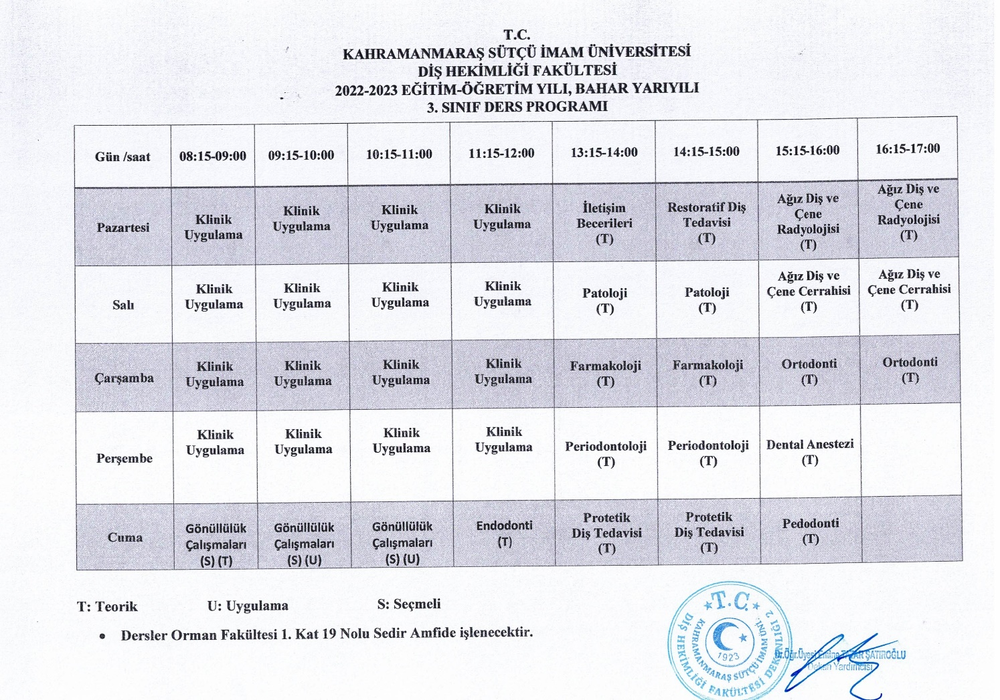 T.C.
KAHRAMANMARAŞ SÜTÇÜ İMAM ÜNİVERSİTESİ
DİŞ HEKİMLİĞİ FAKÜLTESİ
2022-2023 EĞİTİM-ÖĞRETİM YILI, BAHAR YARIYILI
3. SINIF DERS PROGRAMI
Gün /saat 08:15-09:00 09:15-10:00 10:15-11:00 11:15-12:00 13:15-14:00 14:15-15:00 15:15-16:00 16:15-17:00
Pazartesi
Klinik
Uygulama
Klinik
Uygulama
Klinik
Uygulama
Klinik
Uygulama
İletişim
Becerileri
(T)
Restoratif Diş
Tedavisi
(T)
Ağız Diş ve
Çene
Radyolojisi
(T)
Ağız Diş ve
Çene
Radyolojisi
(T)
Salı
Klinik
Uygulama
Klinik
Uygulama
Klinik
Uygulama
Klinik
Uygulama
Patoloji
(T)
Patoloji
(T)
Ağız Diş ve
Çene Cerrahisi
(T)
Ağız Diş ve
Çene Cerrahisi
(T)
Çarşamba
Klinik
Uygulama
Klinik
Uygulama
Klinik
Uygulama
Klinik
Uygulama
Farmakoloji
(T)
Farmakoloji
(T)
Ortodonti
(T)
Ortodonti
(T)
Perşembe
Klinik
Uygulama
Klinik
Uygulama
Klinik
Uygulama
Klinik
Uygulama
Periodontoloji
(T)
Periodontoloji
(T)
Dental Anestezi
(T)
Cuma
Gönüllülük
Çalışmaları
(S) (T)
Gönüllülük
Çalışmaları
(S) (U)
Gönüllülük
Çalışmaları
(S) (U)
Endodonti
(T)
Protetik
Diş Tedavisi
(T)
Protetik
Diş Tedavisi
(T)
Pedodonti
(T)
T: Teorik U: Uygulama S: Seçmeli
• Dersler Orman Fakültesi 1. Kat 19 Nolu Sedir Amfide işlenecektir.
T.C.
KAHRAMANMARAŞ SÜTÇÜ İMAM ÜNİ.
DİŞ HEKİMLİĞİ FAKÜLTESİ DEKANLIĞI 2
1923
Dr.Öğr.Üyesi Emine ŞATIROĞLU
Dekan Yardımcısı